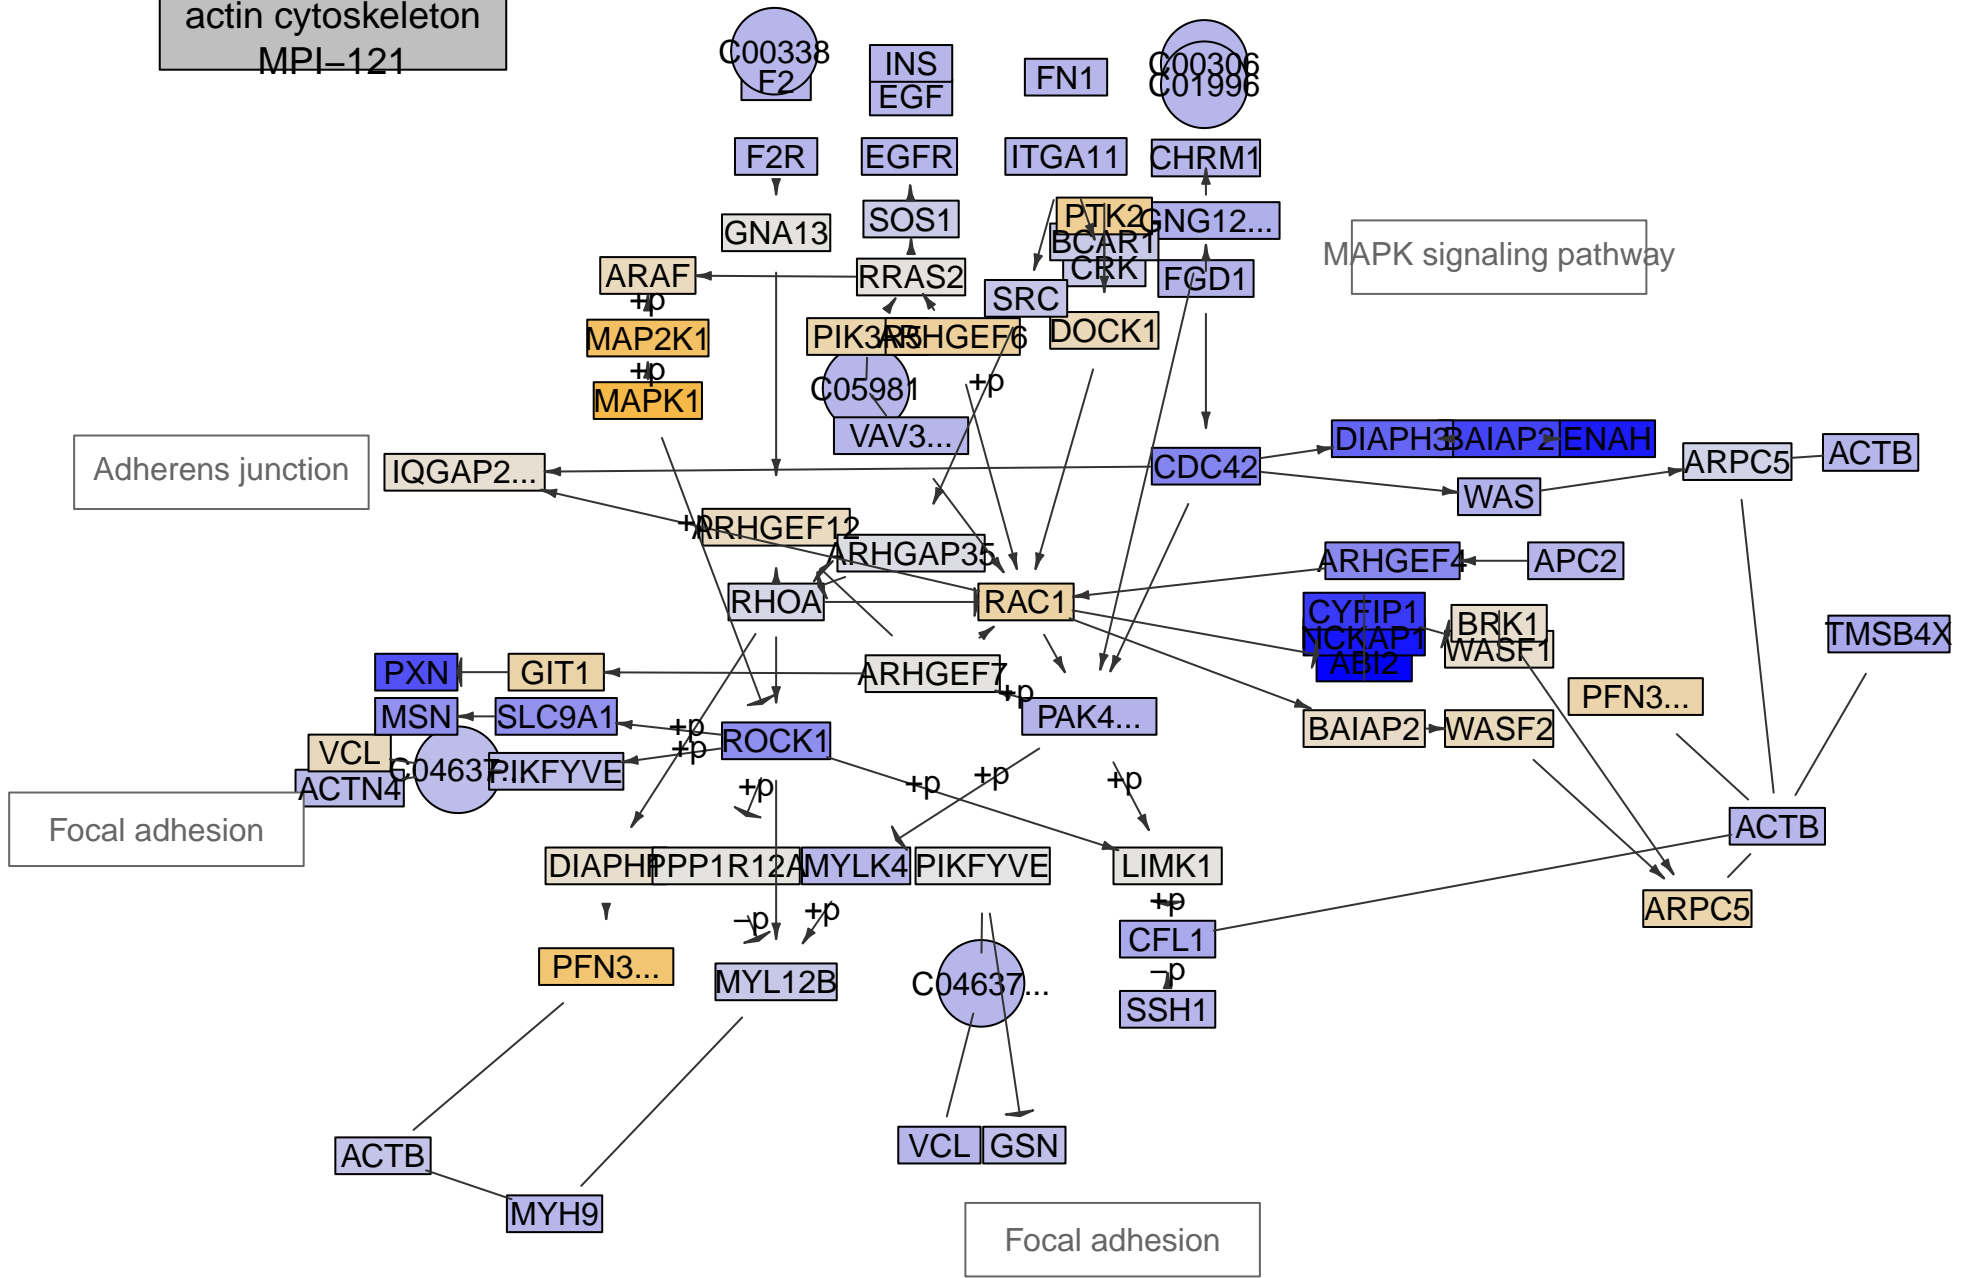 actin cytoskeleton
MPI–121
C00338
F2
INS
EGF
FN1
C00306
C01996
F2R
EGFR
ITGA11
CHRM1
GNA13
SOS1
PTK2
GNG12...
BCAR1
CRK
FGD1
MAPK signaling pathway
ARAF
RRAS2
SRC
+p
MAP2K1
ARHGEF6
DOCK1
+p
MAPK1
C05981
+p
VAV3...
Adherens junction
IQGAP2...
CDC42
DIAPH3
BAIAP2
ENAH
ARPC5
ACTB
WAS
+p
ARHGEF12
ARHGAP35
ARHGEF4
APC2
RHOA
RAC1
CYFIP1
NCKAP1
ABI2
BRK1
WASF1
TMSB4X
PXN
GIT1
ARHGEF7
+p
PFN3...
MSN
SLC9A1
+p
PAK4...
VCL
ACTN4
C04637...
PIKFYVE
+p
ROCK1
BAIAP2
WASF2
+p
+p
+p
+p
Focal adhesion
ACTB
PPP1R12A
MYLK4
PIKFYVE
LIMK1
–p
+p
+p
ARPC5
CFL1
PFN3...
MYL12B
C04637...
–p
SSH1
ACTB
VCL
GSN
MYH9
Focal adhesion